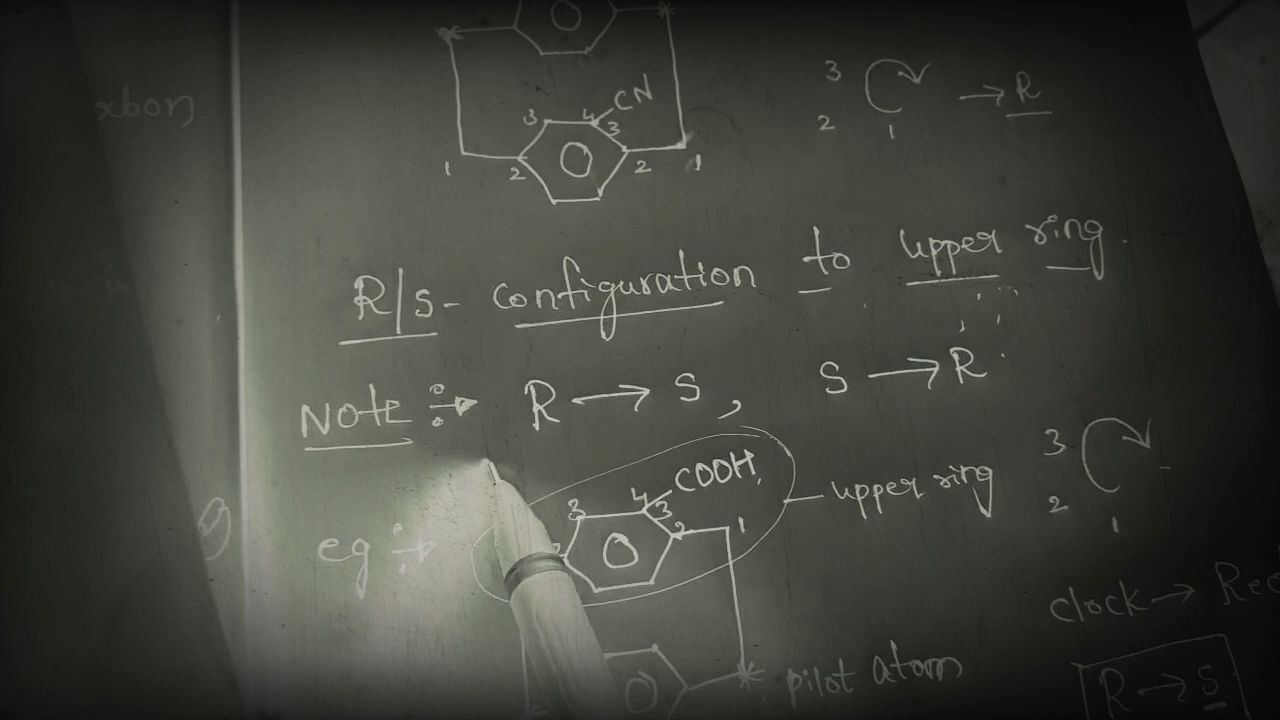 xbon
CN
3 4 3
1 2 2 1
3
2 1
→ R
R/S- configuration to upper ring.
Note :→ R → S, S → R
COOH
3 4 3
2 1
upper ring
3
2
1
eg :→
clock → Rec
pilot atom
R → S